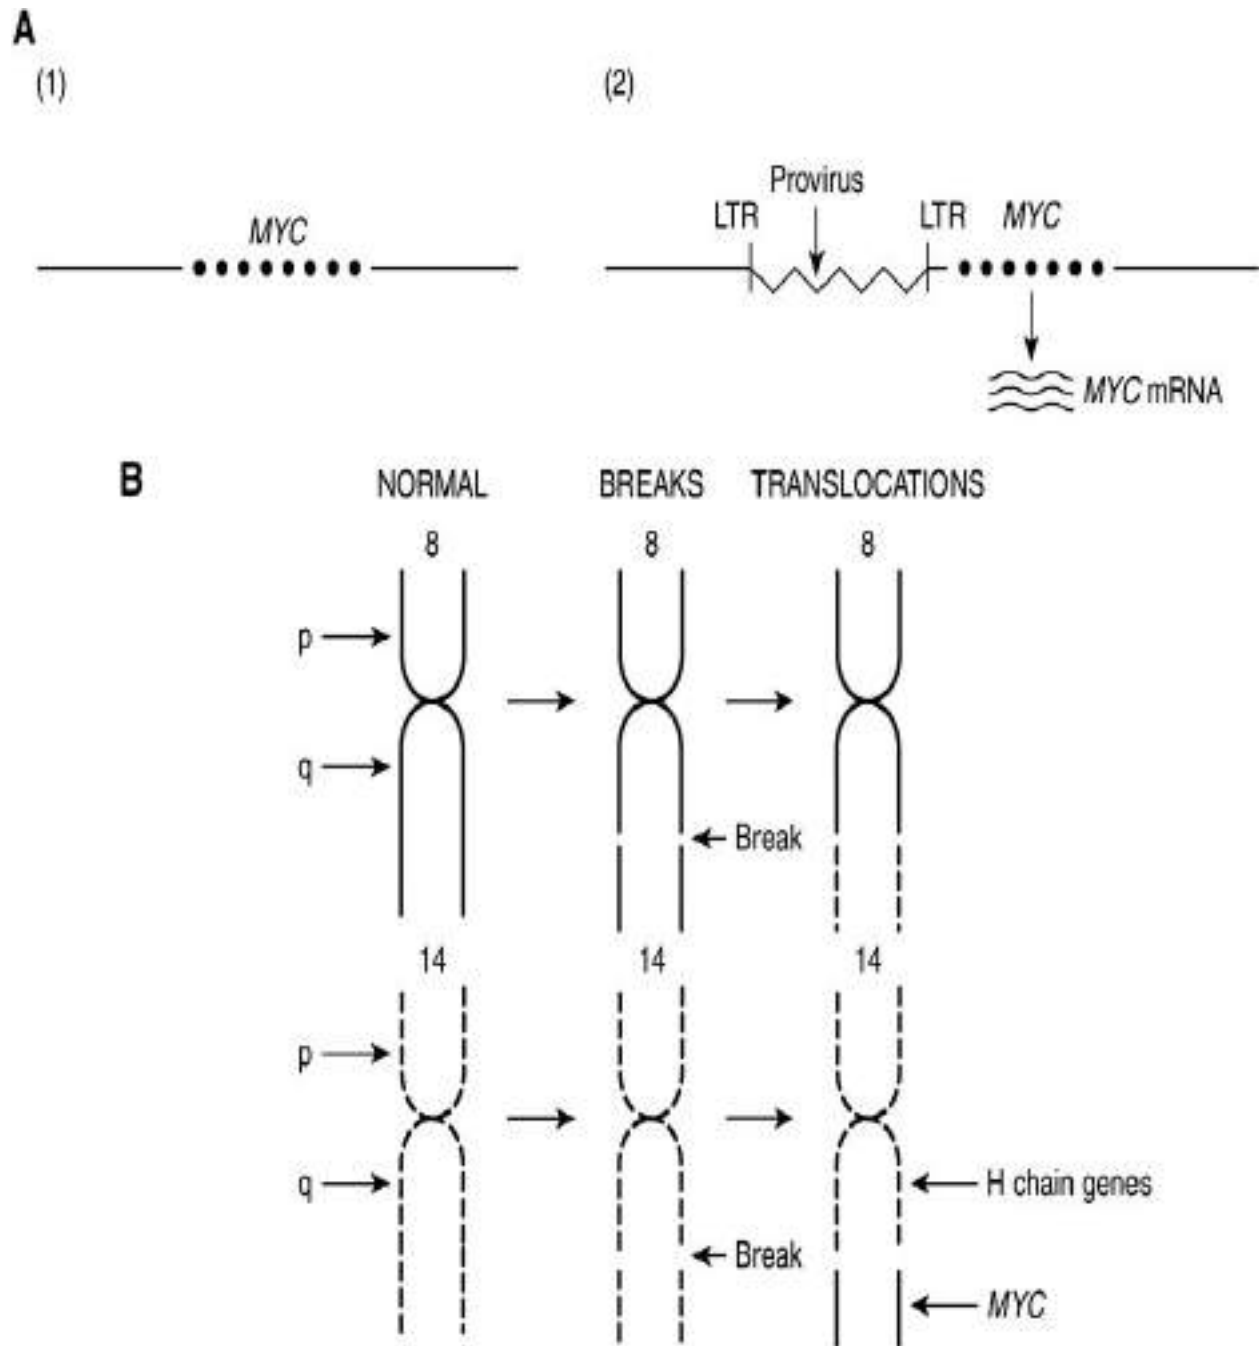 A
(1) (2)
Provirus
LTR LTR MYC
MYC
MYC mRNA
B NORMAL BREAKS TRANSLOCATIONS
8 8 8
p
q
Break
14 14 14
p
q H chain genes
Break
MYC